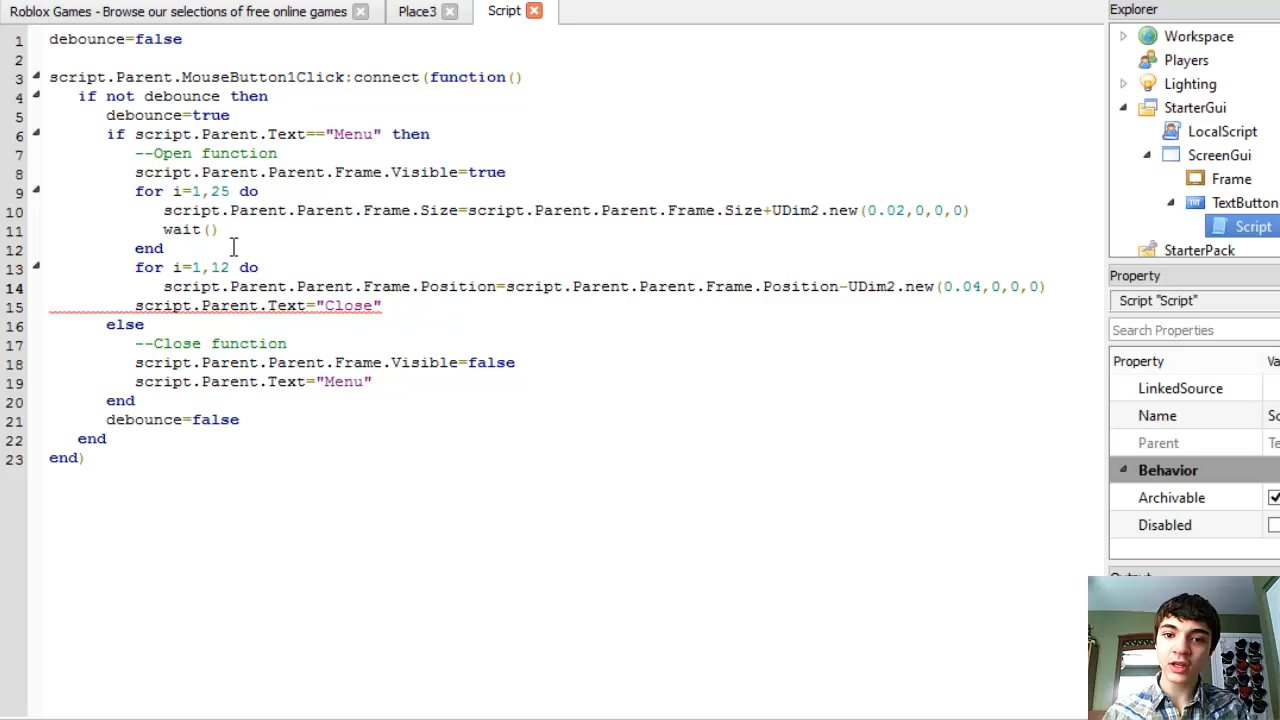 Roblox Games - Browse our selections of free online games
Place3
Script
1 debounce=false
2
3 script.Parent.MouseButton1Click:connect(function()
4 if not debounce then
5 debounce=true
6 if script.Parent.Text=="Menu" then
7 --Open function
8 script.Parent.Parent.Frame.Visible=true
9 for i=1,25 do
10 script.Parent.Parent.Frame.Size=script.Parent.Parent.Frame.Size+UDim2.new(0.02,0,0,0)
11 wait()
12 end
13 for i=1,12 do
14 script.Parent.Parent.Frame.Position=script.Parent.Parent.Frame.Position-UDim2.new(0.04,0,0,0)
15 script.Parent.Text="Close"
16 else
17 --Close function
18 script.Parent.Parent.Frame.Visible=false
19 script.Parent.Text="Menu"
20 end
21 debounce=false
22 end
23 end)
Explorer
Workspace
Players
Lighting
StarterGui
LocalScript
ScreenGui
Frame
TextButton
Script
StarterPack
Property
Script "Script"
Search Properties
Property Va
LinkedSource
Name Sc
Parent Te
Behavior
Archivable
Disabled